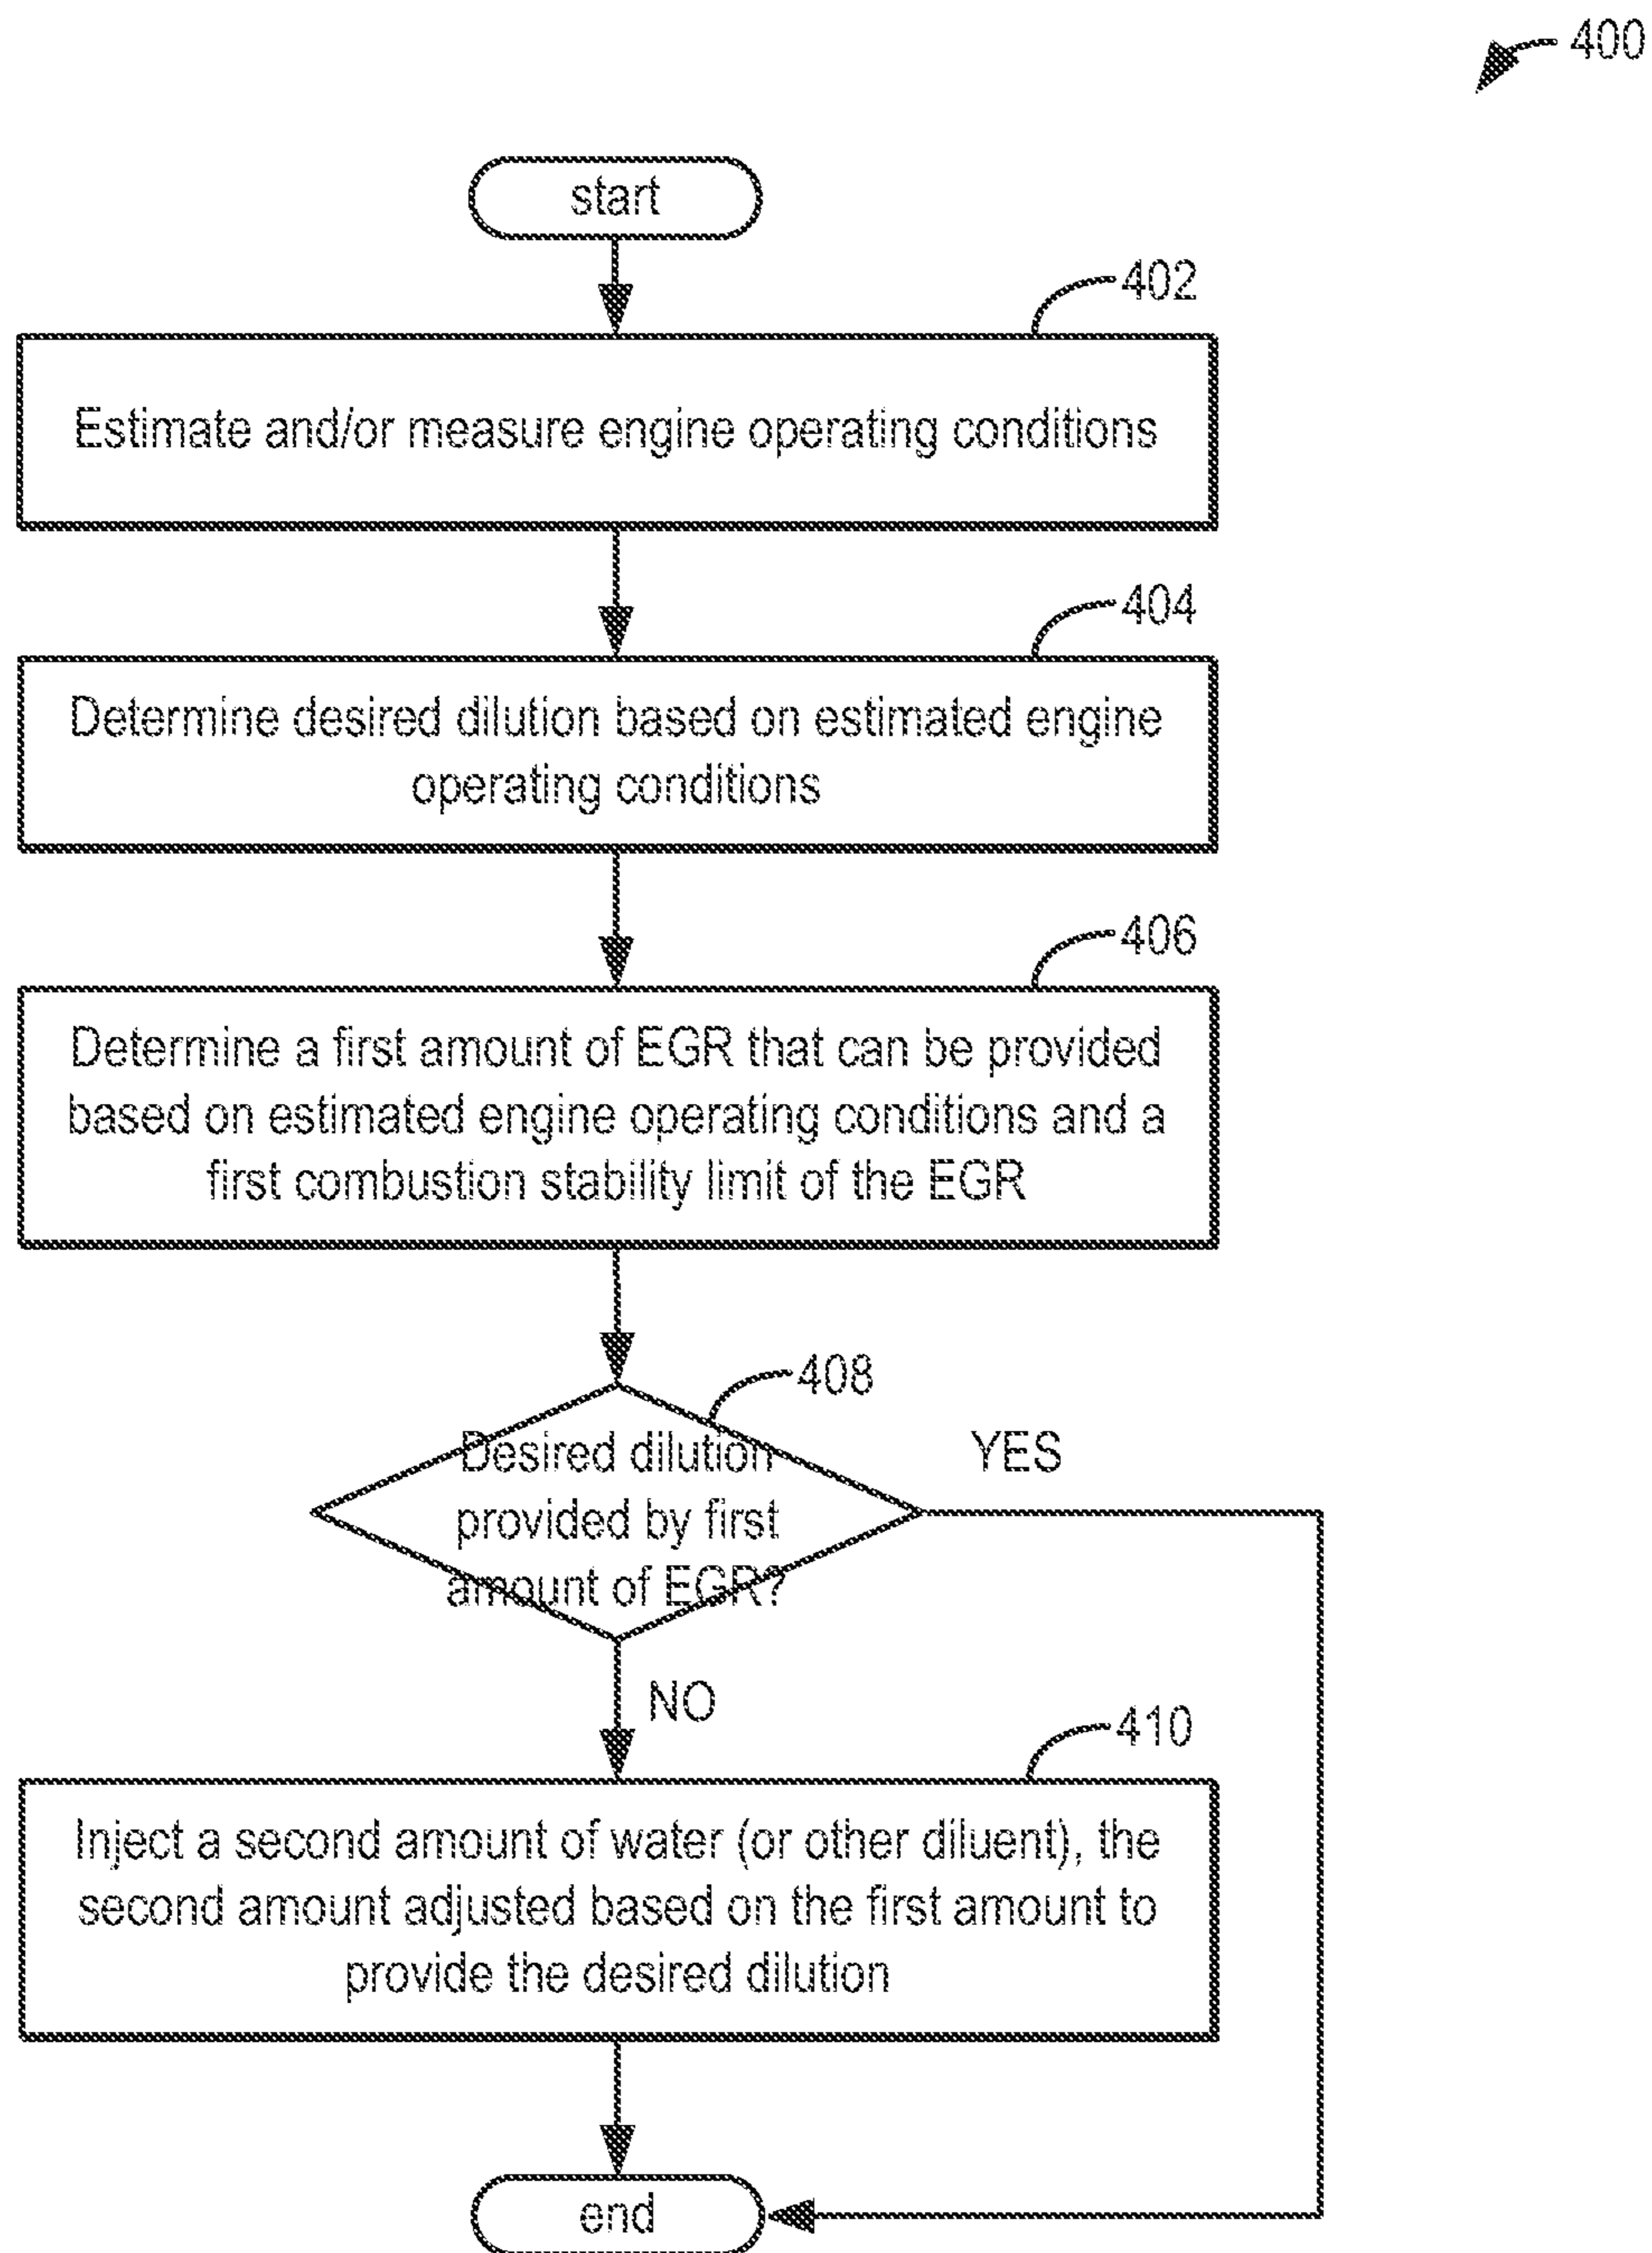 400
start
402
Estimate and/or measure engine operating conditions
404
Determine desired dilution based on estimated engine
operating conditions
406
Determine a first amount of EGR that can be provided
based on estimated engine operating conditions and a
first combustion stability limit of the EGR
408
Desired dilution
provided by first
amount of EGR?
YES
NO
410
Inject a second amount of water (or other diluent), the
second amount adjusted based on the first amount to
provide the desired dilution
end